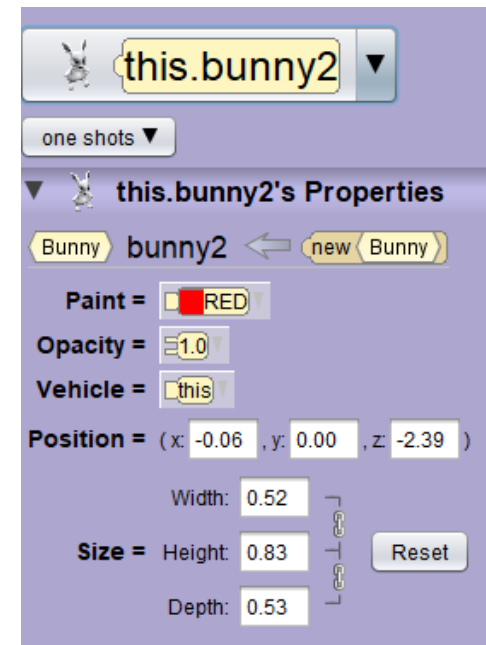 this.bunny2 ▼
one shots ▼
▼ this.bunny2's Properties
Bunny bunny2 new Bunny
Paint = RED
Opacity = 1.0
Vehicle = this
Position = ( x: -0.06 , y: 0.00 , z: -2.39 )
Width: 0.52
Size = Height: 0.83 Reset
Depth: 0.53